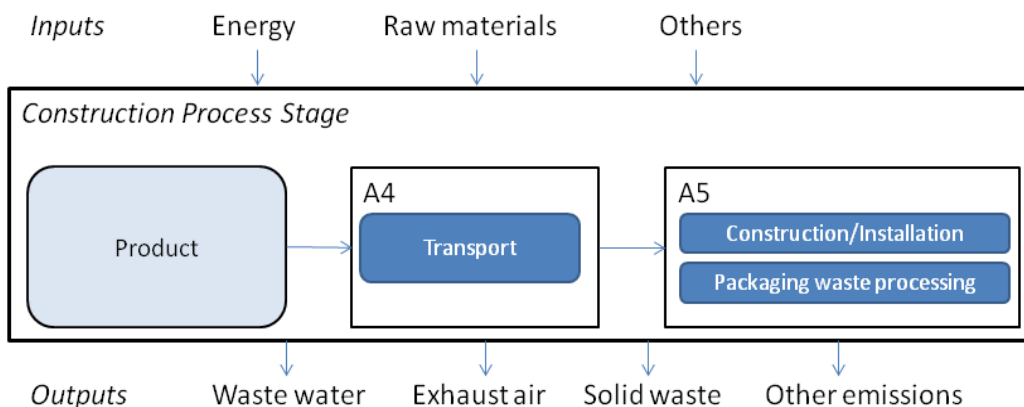 Inputs Energy Raw materials Others
Construction Process Stage
A4 A5
Product Transport Construction/Installation
Packaging waste processing
Outputs Waste water Exhaust air Solid waste Other emissions